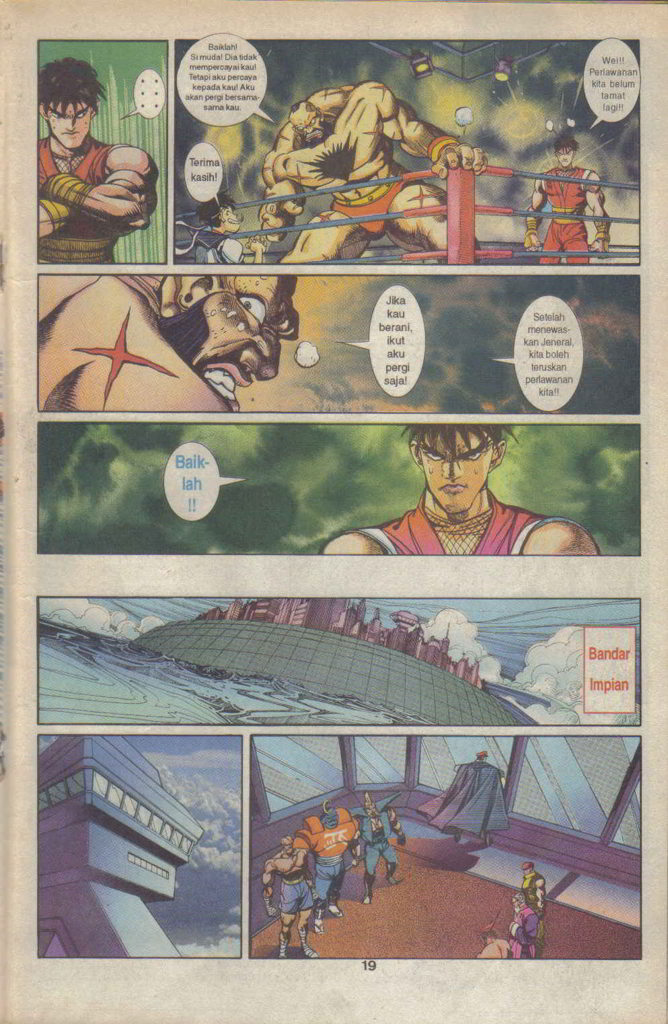 Baiklah!
Si muda! Dia tidak
mempercayai kau!
Tetapi aku percaya
kepada kau! Aku
akan pergi bersama-
sama kau.
Terima
kasih!
Wei!!
Perlawanan
kita belum
tamat
lagi!!
Jika
kau
berani,
ikut
aku
pergi
saja!
Setelah
menewas-
kan Jeneral,
kita boleh
teruskan
perlawanan
kita!!
Baik-
lah
!!
Bandar
Impian
19